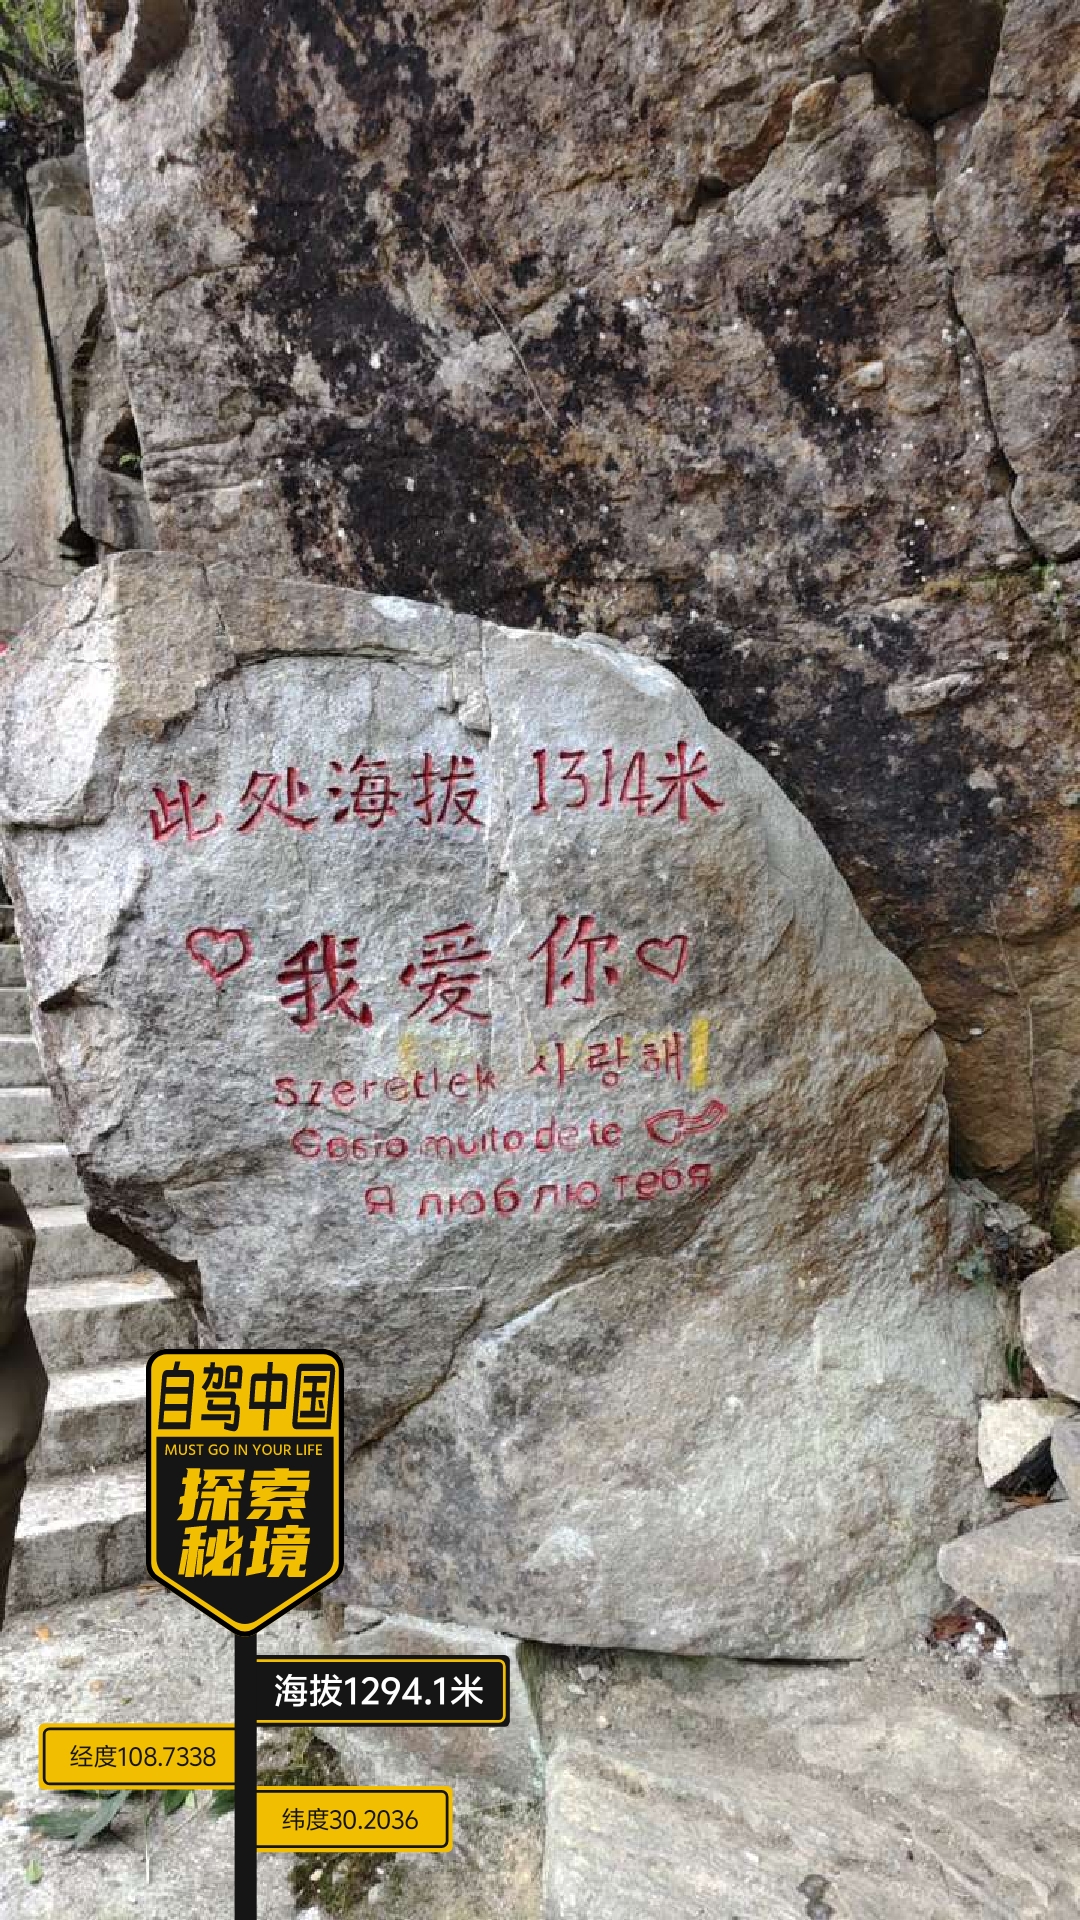 此处海拔 1314米
我爱你
Szeretlek 사랑해
Gosio muito de te
Я люблю тебя
自驾中国
MUST GO IN YOUR LIFE
探索
秘境
海拔1294.1米
经度108.7338
纬度30.2036